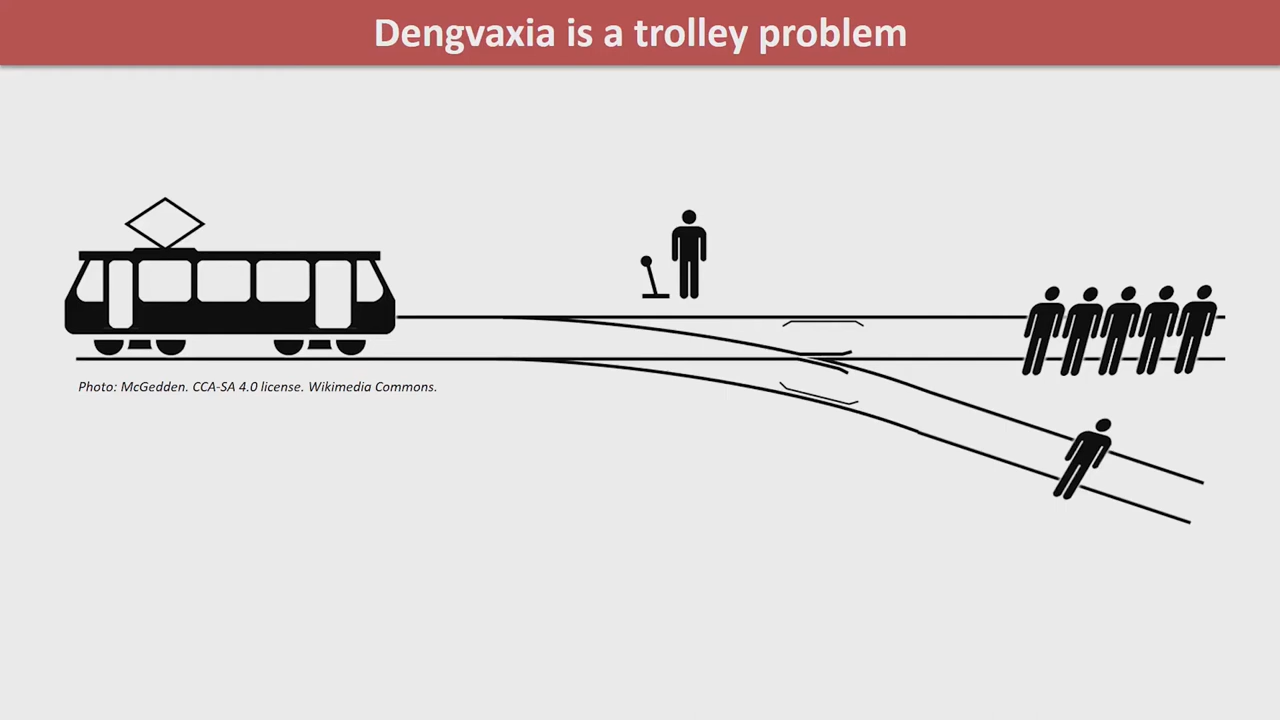 Dengvaxia is a trolley problem
Photo: McGedden. CCA-SA 4.0 license. Wikimedia Commons.